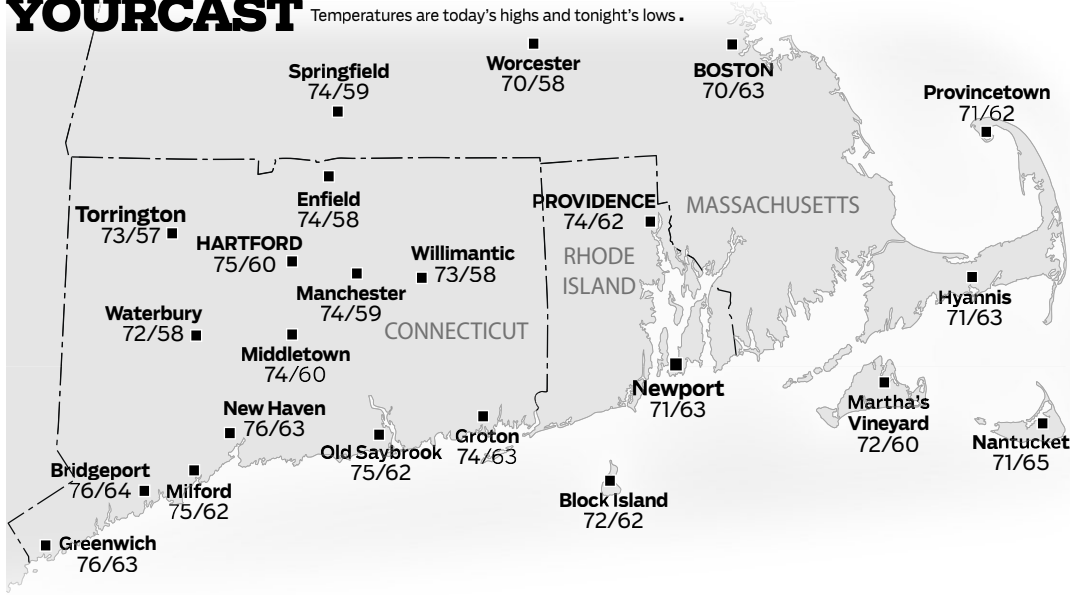 YOURCAST
Temperatures are today's highs and tonight's lows.
Springfield
74/59
Worcester
70/58
BOSTON
70/63
Provincetown
71/62
Enfield
74/58
Torrington
73/57
HARTFORD
75/60
Willimantic
73/58
Manchester
74/59
PROVIDENCE
74/62
MASSACHUSETTS
RHODE
ISLAND
Hyannis
71/63
Waterbury
72/58
CONNECTICUT
Middletown
74/60
Newport
71/63
Martha's
Vineyard
72/60
New Haven
76/63
Old Saybrook
75/62
Groton
74/63
Nantucket
71/65
Bridgeport
76/64
Milford
75/62
Block Island
72/62
Greenwich
76/63